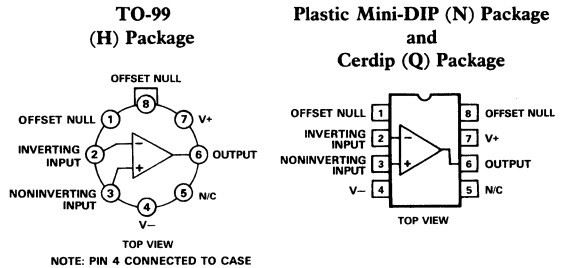 TO-99
(H) Package
OFFSET NULL
8
OFFSET NULL
1
7
V+
INVERTING
INPUT
2
−
+
6
OUTPUT
NONINVERTING
INPUT
3
5
N/C
4
V−
TOP VIEW
NOTE: PIN 4 CONNECTED TO CASE
Plastic Mini-DIP (N) Package
and
Cerdip (Q) Package
OFFSET NULL
1
8
OFFSET NULL
INVERTING
INPUT
2
−
7
V+
NONINVERTING
INPUT
3
+
6
OUTPUT
V−
4
5
N/C
TOP VIEW